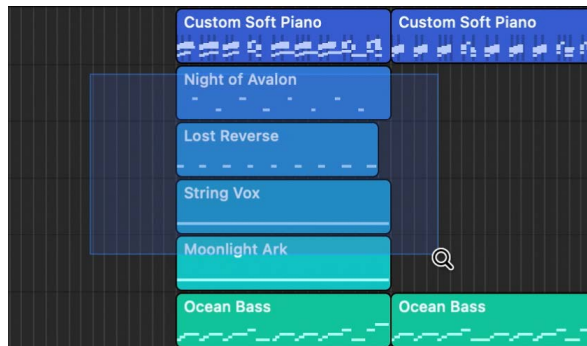 Custom Soft Piano
Custom Soft Piano
Night of Avalon
Lost Reverse
String Vox
Moonlight Ark
Ocean Bass
Ocean Bass